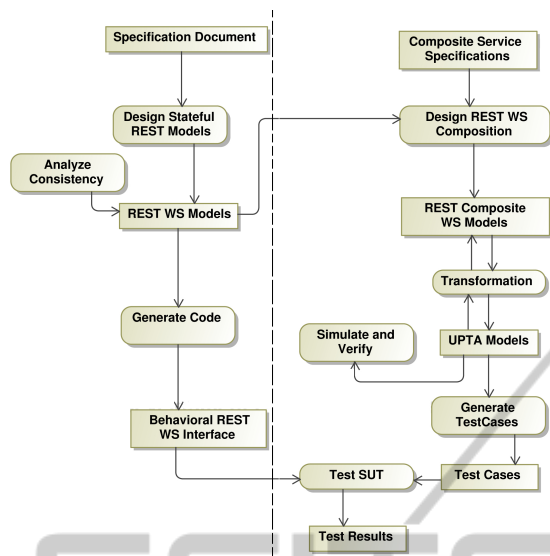 Specification Document
Design Stateful
REST Models
Analyze
Consistency
REST WS Models
Generate Code
Behavioral REST
WS Interface
Composite Service
Specifications
Design REST WS
Composition
REST Composite
WS Models
Transformation
Simulate and
Verify
UPTA Models
Generate
TestCases
Test SUT
Test Cases
Test Results